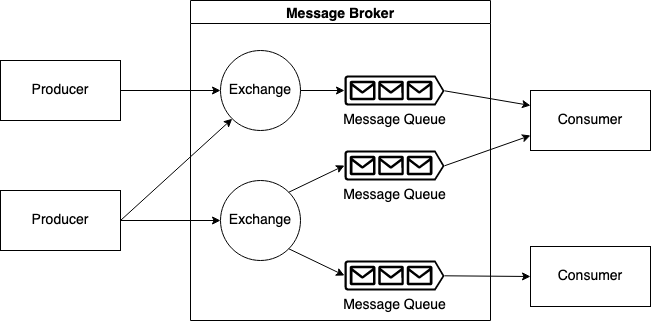 Message Broker
Producer
Exchange
Message Queue
Consumer
Message Queue
Producer
Exchange
Message Queue
Consumer